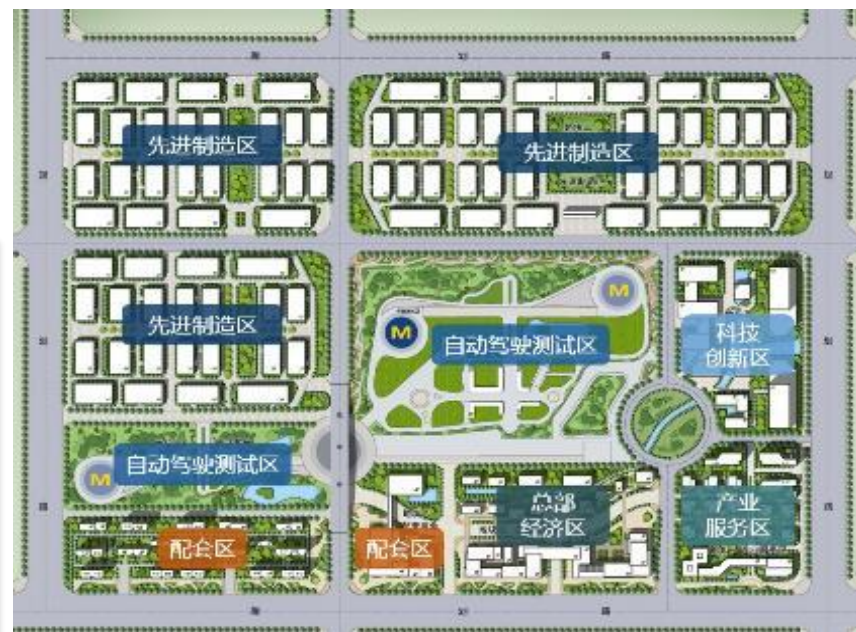 先进制造区
先进制造区
先进制造区
自动驾驶测试区
M
M
科技
创新区
自动驾驶测试区
M
配套区
配套区
总部
经济区
产业
服务区